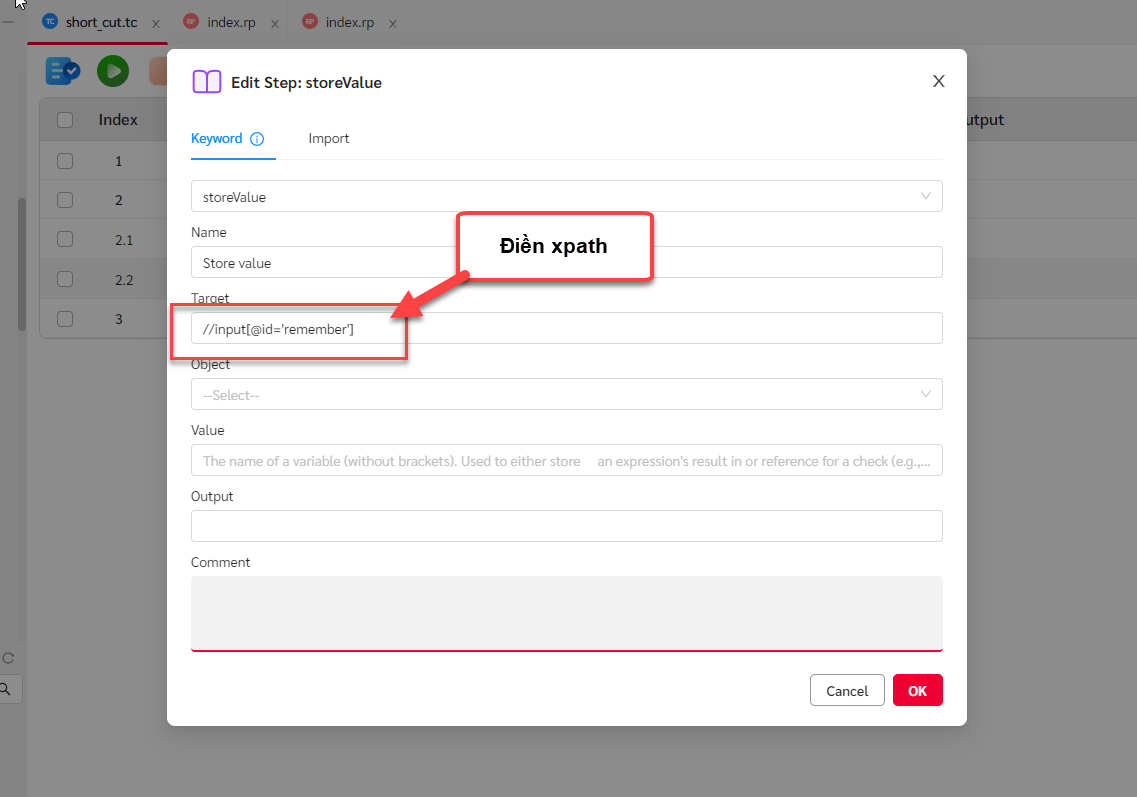 TC short_cut.tc x RP index.rp x RP index.rp x
Edit Step: storeValue X
Index
utput
Keyword Import
1
storeValue
2
Name
Điền xpath
2.1
Store value
2.2
Target
3
//input[@id='remember']
Object
--Select--
Value
The name of a variable (without brackets). Used to either store an expression's result in or reference for a check (e.g.,...
Output
Comment
Cancel OK